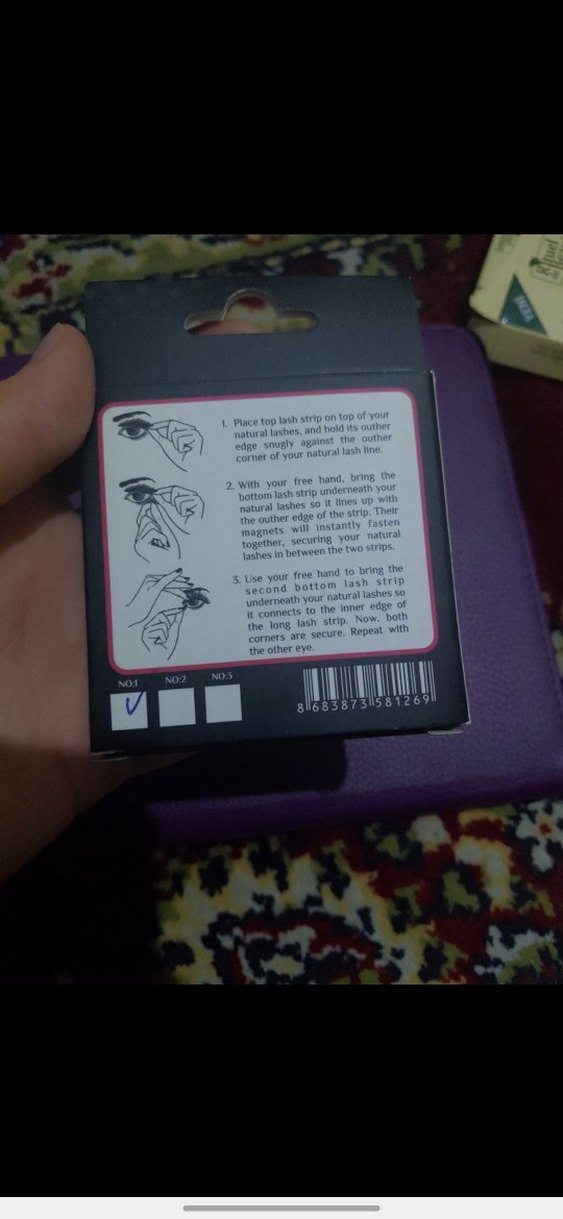 1. Place top lash strip on top of your
natural lashes, and hold its outher
edge snugly against the outher
corner of your natural lash line.
2. With your free hand, bring the
bottom lash strip underneath your
natural lashes so it lines up with
the outher edge of the strip. Their
magnets will instantly fasten
together, securing your natural
lashes in between the two strips.
3. Use your free hand to bring the
second bottom lash strip
underneath your natural lashes so
it connects to the inner edge of
the long lash strip. Now, both
corners are secure. Repeat with
the other eye.
NO:1 NO:2 NO:3
8 683873 581269